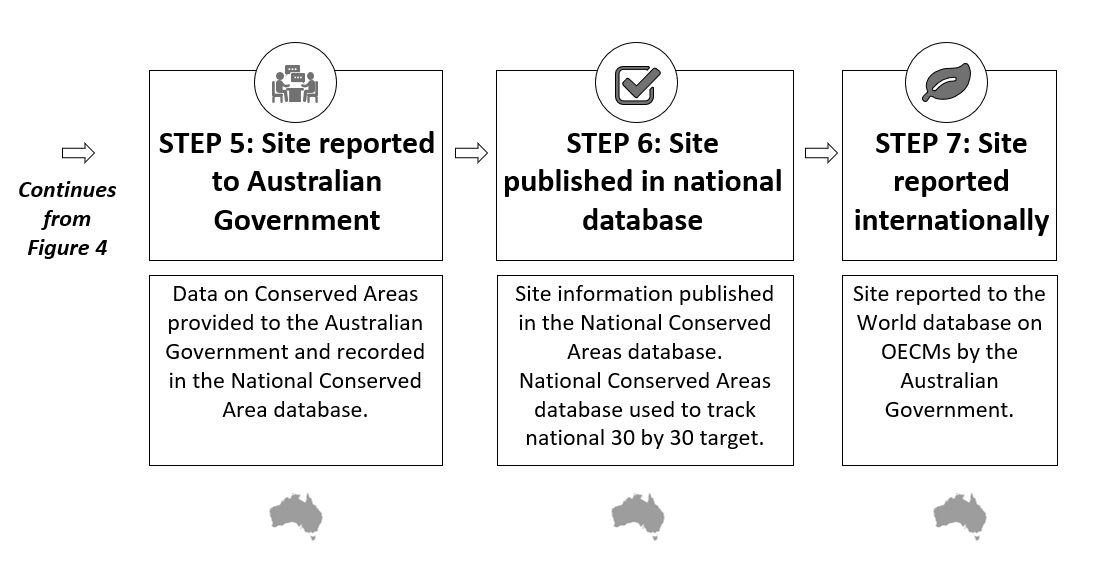 Continues
from
Figure 4
STEP 5: Site reported
to Australian
Government
Data on Conserved Areas
provided to the Australian
Government and recorded
in the National Conserved
Area database.
STEP 6: Site
published in national
database
Site information published
in the National Conserved
Areas database.
National Conserved Areas
database used to track
national 30 by 30 target.
STEP 7: Site
reported
internationally
Site reported to the
World database on
OECMs by the
Australian
Government.